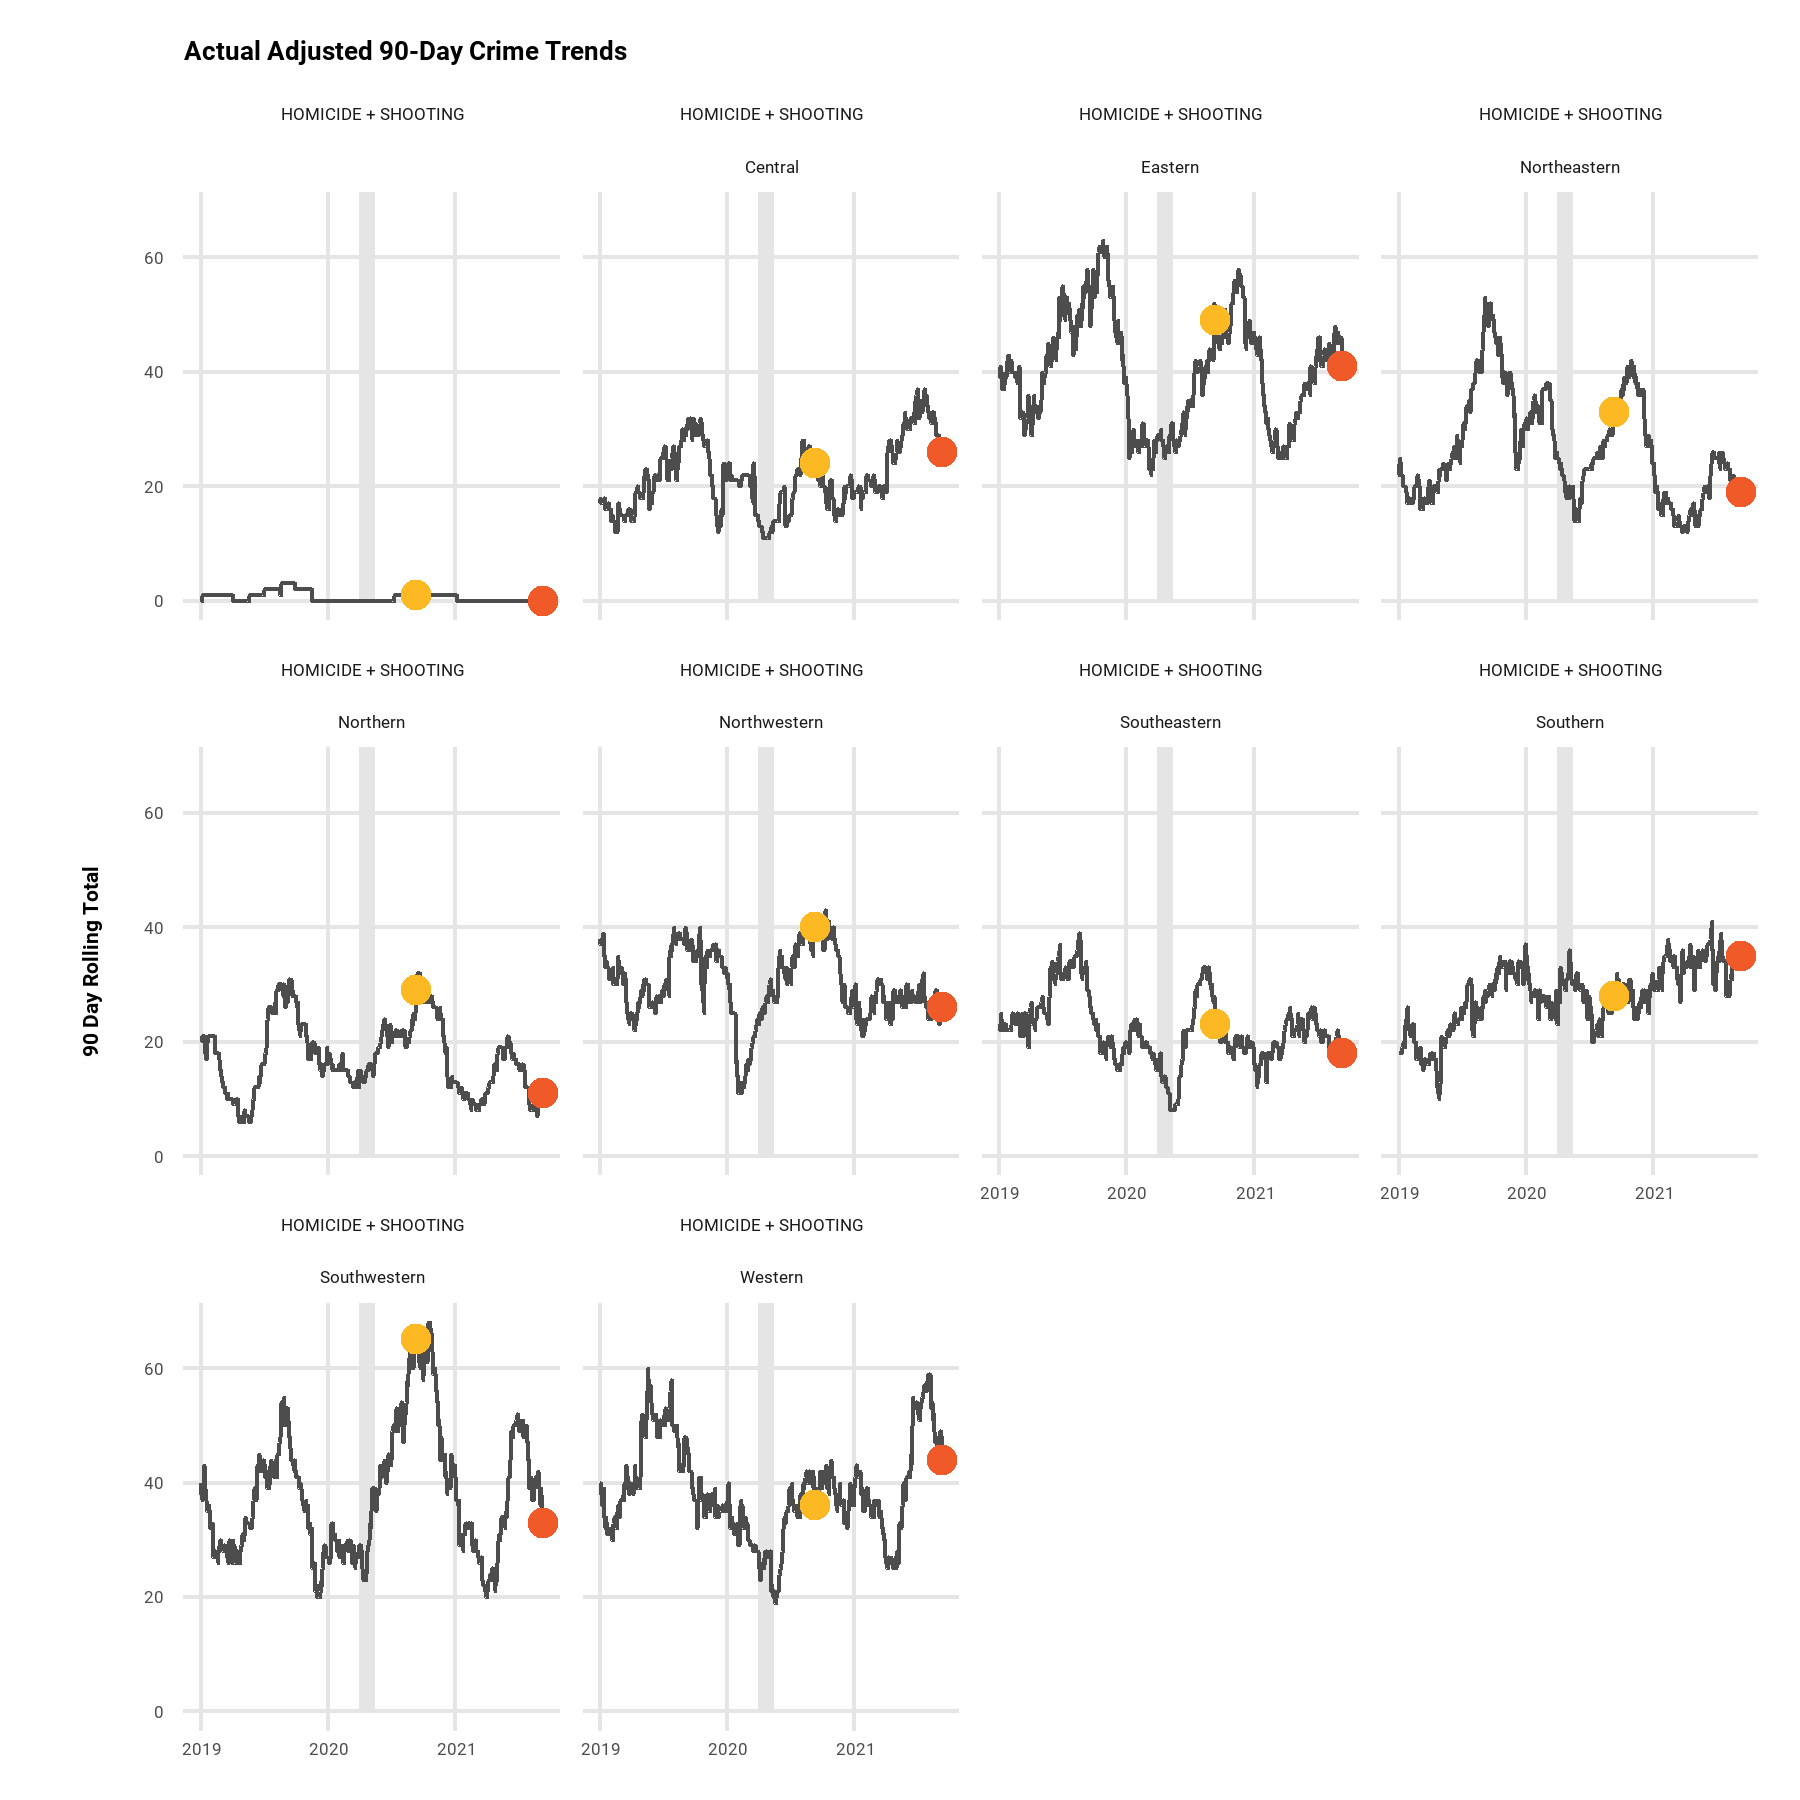 Actual Adjusted 90-Day Crime Trends
HOMICIDE + SHOOTING
HOMICIDE + SHOOTING
HOMICIDE + SHOOTING
HOMICIDE + SHOOTING
Central
Eastern
Northeastern
60
40
20
0
HOMICIDE + SHOOTING
HOMICIDE + SHOOTING
HOMICIDE + SHOOTING
HOMICIDE + SHOOTING
Northern
Northwestern
Southeastern
Southern
90 Day Rolling Total
60
40
20
0
2019
2020
2021
2019
2020
2021
HOMICIDE + SHOOTING
HOMICIDE + SHOOTING
Southwestern
Western
60
40
20
0
2019
2020
2021
2019
2020
2021